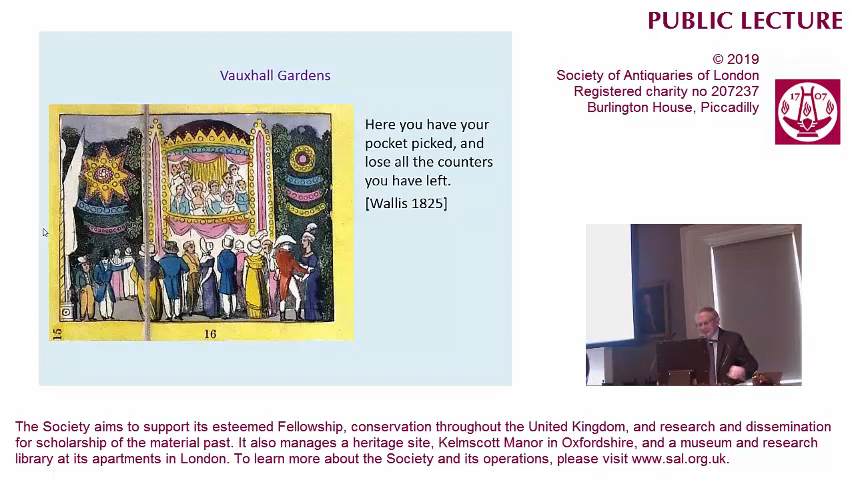 PUBLIC LECTURE
© 2019
Society of Antiquaries of London
Registered charity no 207237
Burlington House, Piccadilly
17 07
Vauxhall Gardens
Here you have your
pocket picked, and
lose all the counters
you have left.
[Wallis 1825]
15
16
The Society aims to support its esteemed Fellowship, conservation throughout the United Kingdom, and research and dissemination
for scholarship of the material past. It also manages a heritage site, Kelmscott Manor in Oxfordshire, and a museum and research
library at its apartments in London. To learn more about the Society and its operations, please visit www.sal.org.uk.